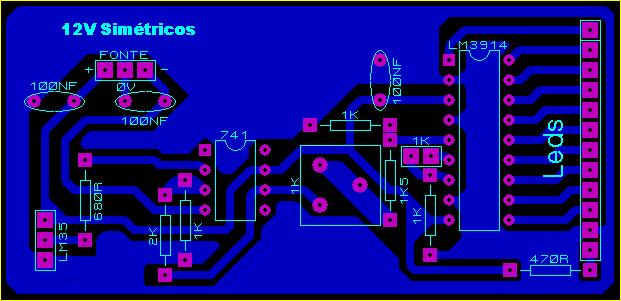 12V Simétricos
FONTE
+ −
0V
100NF
100NF
741
LM35
680R
2K
1K
1K
1K
1K5
100NF
LM3914
1K
1K
Leds
470R